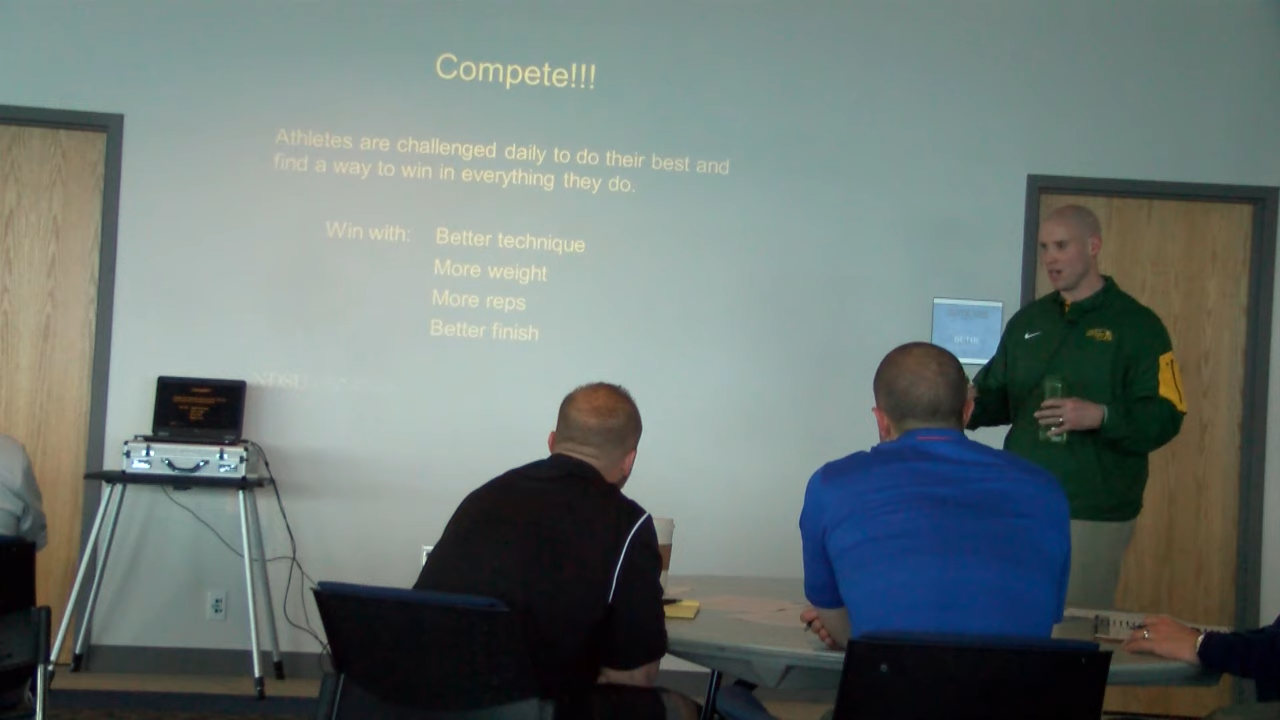 Compete!!!
Athletes are challenged daily to do their best and
find a way to win in everything they do.
Win with: Better technique
More weight
More reps
Better finish
NDSU